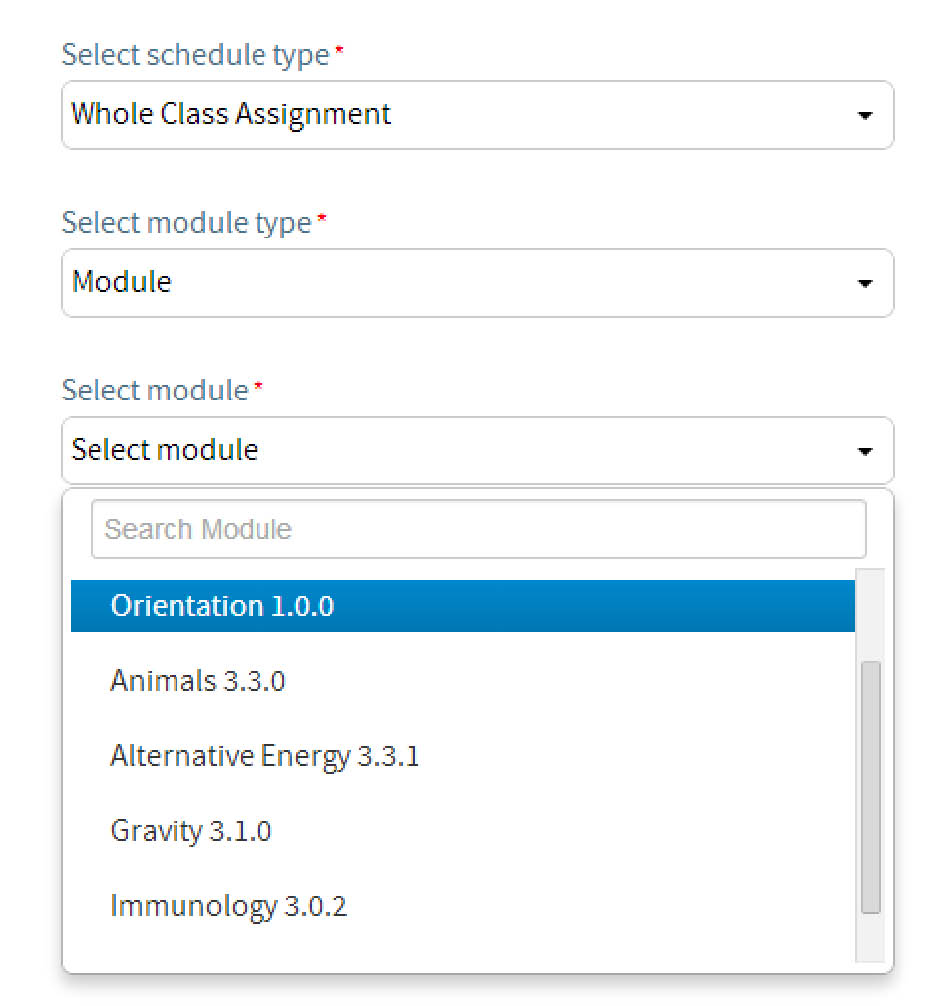 Select schedule type*
Whole Class Assignment
Select module type*
Module
Select module*
Select module
Search Module
Orientation 1.0.0
Animals 3.3.0
Alternative Energy 3.3.1
Gravity 3.1.0
Immunology 3.0.2